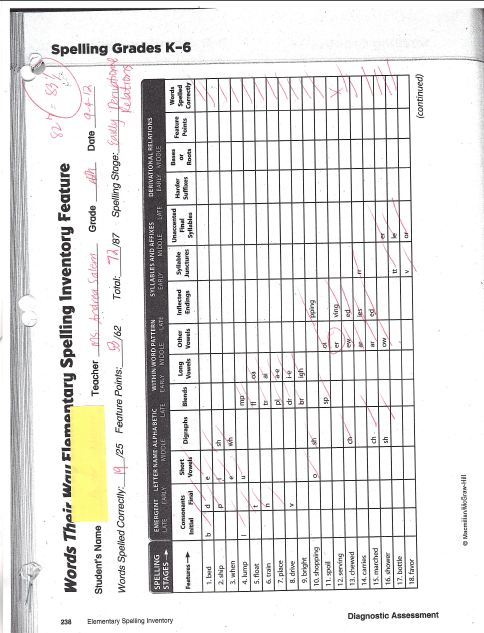 Spelling Grades K–6
Words Their Way Elementary Spelling Inventory Feature
Student's Name
Teacher Ms. Andrea Salem Grade 4th Date 9-4-12
Words Spelled Correctly: 19 /25 Feature Points: /62 Total: 72/87 Spelling Stage: Early Derivational Relations
SPELLING STAGES → EMERGENT LATE LETTER NAME ALPHABETIC EARLY MIDDLE LATE WITHIN WORD PATTERN EARLY MIDDLE LATE SYLLABLES AND AFFIXES EARLY MIDDLE LATE DERIVATIONAL RELATIONS EARLY MIDDLE
Features → Consonants Initial Final Short Vowels Digraphs Blends Long Vowels Other Vowels Inflected Endings Syllable Junctures Unaccented Final Syllables Harder Suffixes Bases or Roots Feature Points Words Spelled Correctly
1. bed b d e
2. ship p i sh
3. when e wh
4. lump l u mp
5. float t fl oa
6. train n tr ai
7. place pl a-e
8. drive v dr i-e
9. bright br igh
10. shopping o sh pping
11. spoil sp oi
12. serving er ving
13. chewed ch ew ed
14. carries ar ies rr
15. marched ch ar ed
16. shower sh ow er
17. bottle tt le
18. favor v or
(continued)
238 Elementary Spelling Inventory
Diagnostic Assessment
© Macmillan/McGraw-Hill